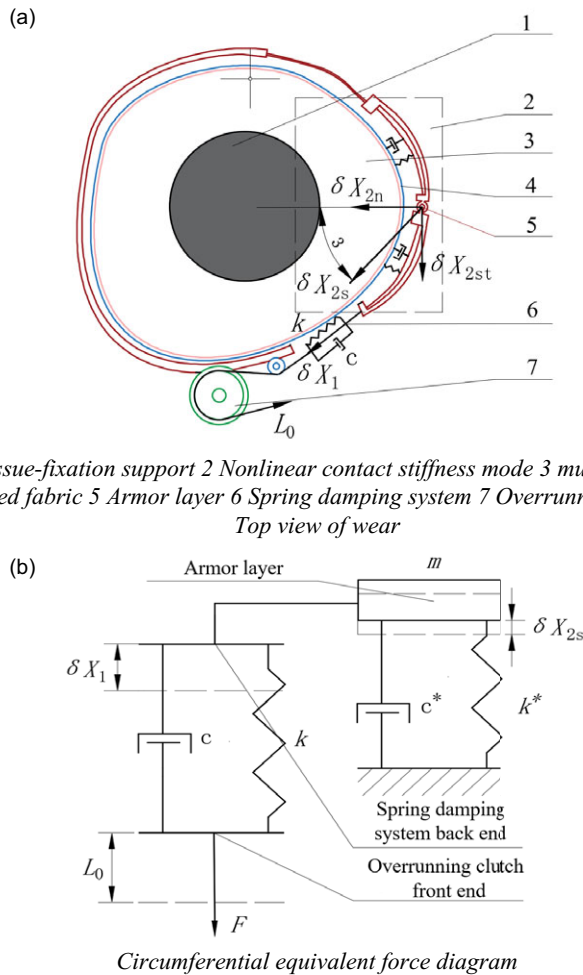 (a)
1
2
3
4
5
6
7
δX₂ₙ
3
δX₂ₛ
δX₂ₛₜ
k
c
δX₁
L₀
ssue-fixation support 2 Nonlinear contact stiffness mode 3 mu
ed fabric 5 Armor layer 6 Spring damping system 7 Overrunn
Top view of wear
(b)
Armor layer
m
δX₂ₛ
δX₁
c
k
c*
k*
Spring damping
system back end
L₀
Overrunning clutch
front end
F
Circumferential equivalent force diagram